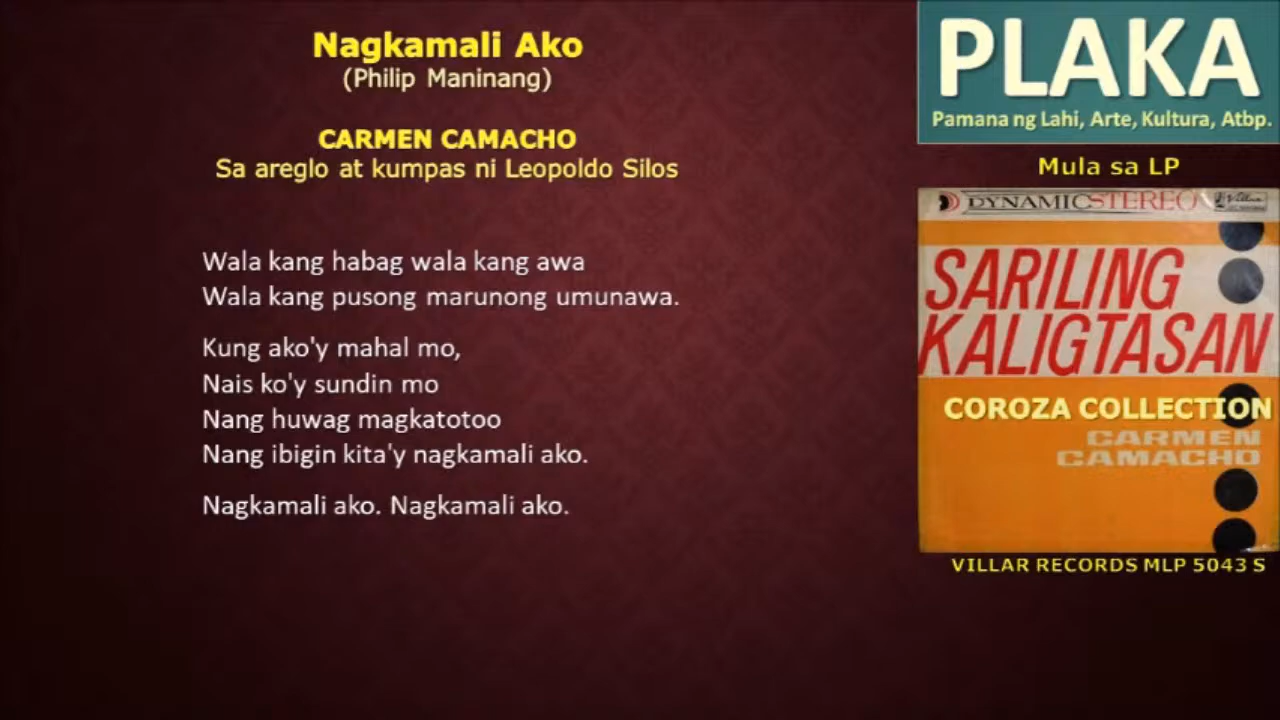 Nagkamali Ako
(Philip Maninang)
CARMEN CAMACHO
Sa areglo at kumpas ni Leopoldo Silos
Wala kang habag wala kang awa
Wala kang pusong marunong umunawa.
Kung ako'y mahal mo,
Nais ko'y sundin mo
Nang huwag magkatotoo
Nang ibigin kita'y nagkamali ako.
Nagkamali ako. Nagkamali ako.
PLAKA
Pamana ng Lahi, Arte, Kultura, Atbp.
Mula sa LP
DYNAMIC STEREO Villar
SARILING
KALIGTASAN
COROZA COLLECTION
CARMEN
CAMACHO
VILLAR RECORDS MLP 5043 S